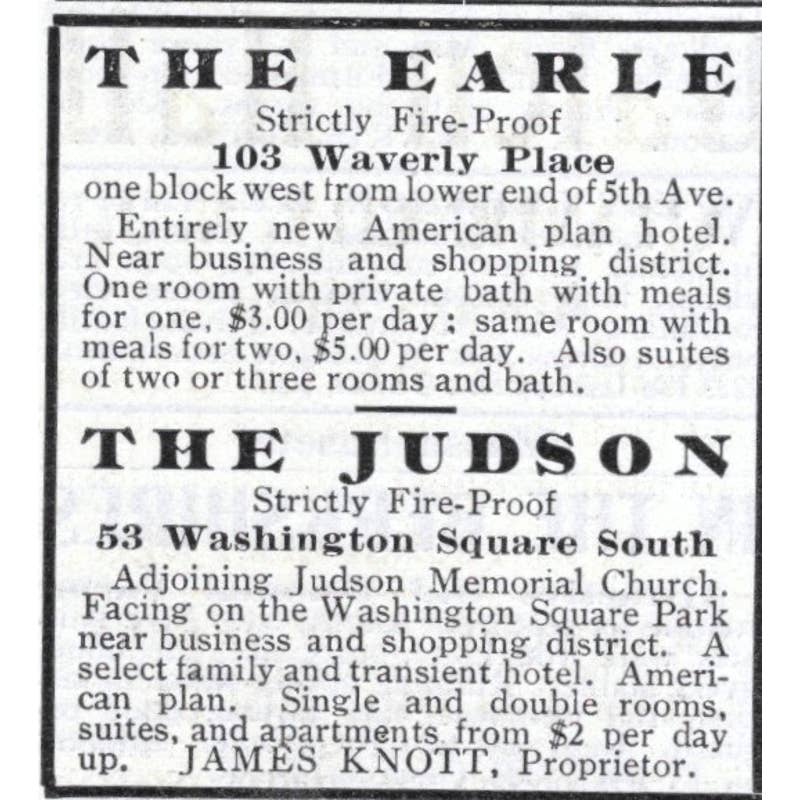 THE EARLE
Strictly Fire-Proof
103 Waverly Place
one block west from lower end of 5th Ave.
Entirely new American plan hotel.
Near business and shopping district.
One room with private bath with meals
for one, $3.00 per day; same room with
meals for two, $5.00 per day. Also suites
of two or three rooms and bath.
THE JUDSON
Strictly Fire-Proof
53 Washington Square South
Adjoining Judson Memorial Church.
Facing on the Washington Square Park
near business and shopping district. A
select family and transient hotel. Ameri-
can plan. Single and double rooms,
suites, and apartments from $2 per day
up. JAMES KNOTT, Proprietor.